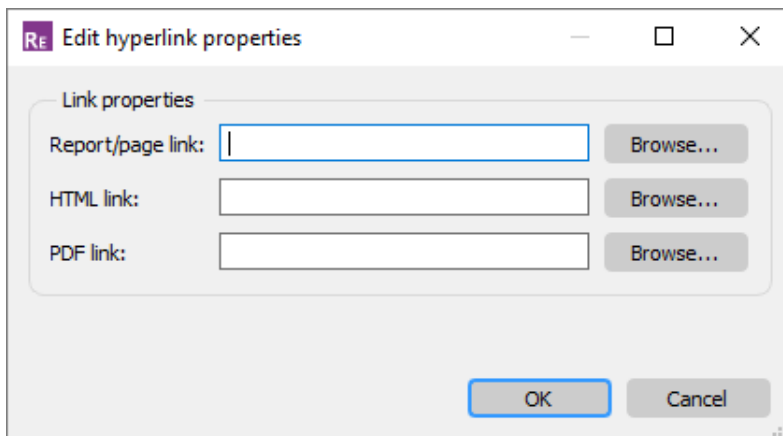 RE Edit hyperlink properties
Link properties
Report/page link: Browse...
HTML link: Browse...
PDF link: Browse...
OK Cancel